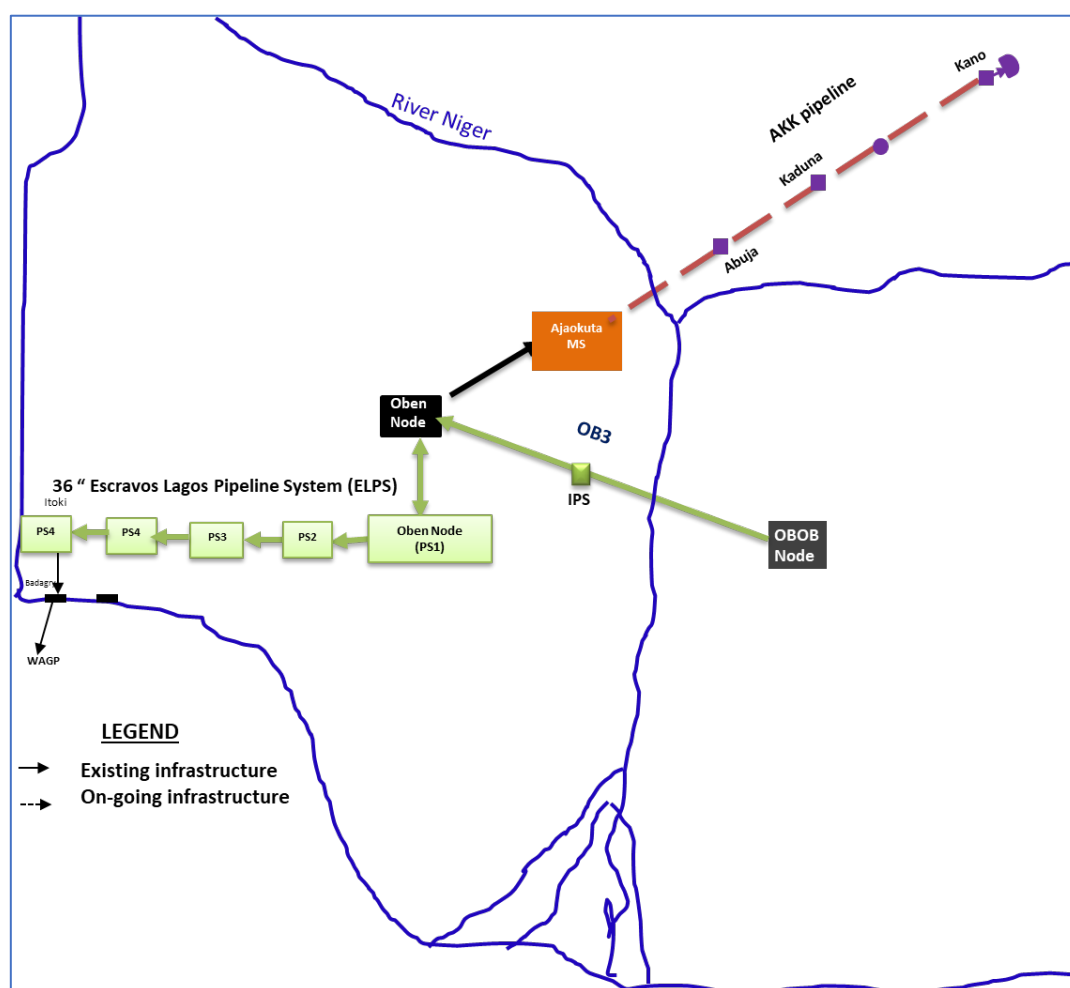 Kano
AKK pipeline
River Niger
Kaduna
Abuja
Ajaokuta
MS
Oben
Node
OB3
36 “ Escravos Lagos Pipeline System (ELPS)
IPS
Itoki
PS4
PS4
PS3
PS2
Oben Node
(PS1)
OBOB
Node
Badagry
WAGP
LEGEND
Existing infrastructure
On-going infrastructure